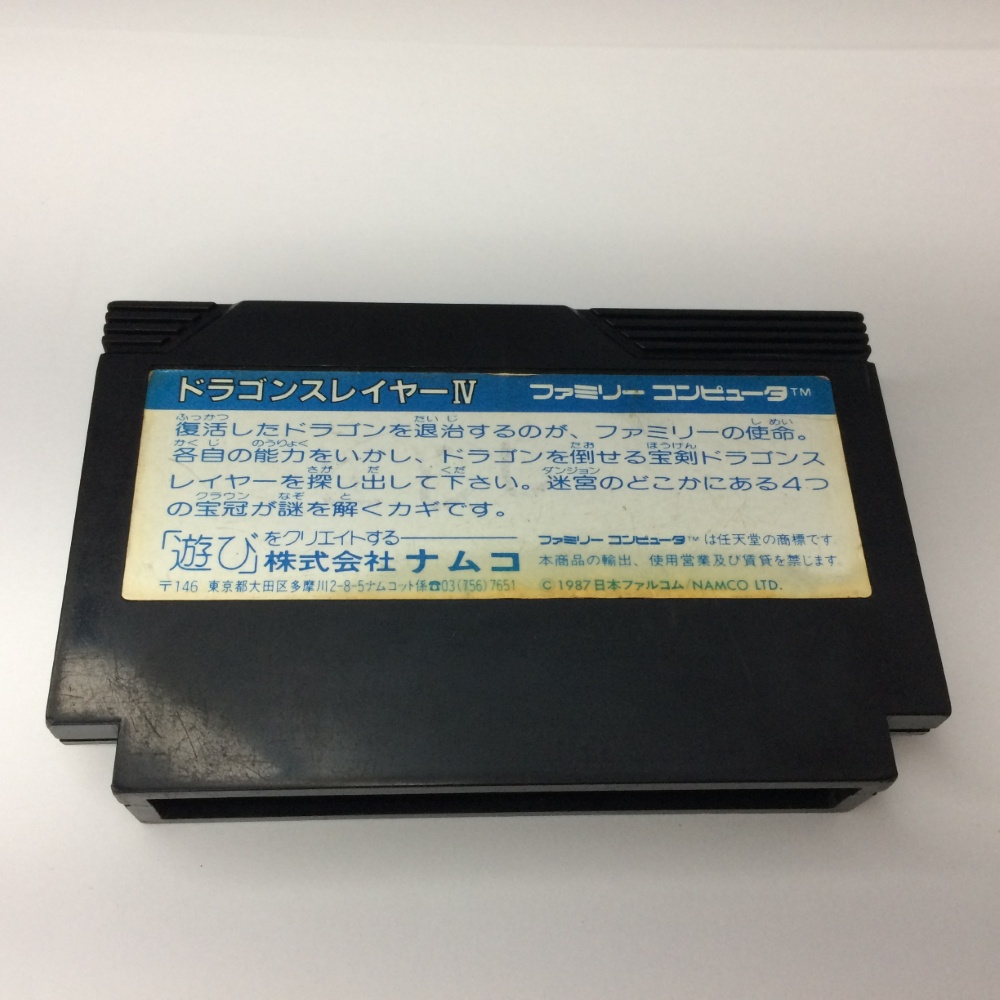 ドラゴンスレイヤーⅣ ファミリー コンピュータ™
ふっかつ たいじ しめい
復活したドラゴンを退治するのが、ファミリーの使命。
かくじ のうりょく たお ほうけん
各自の能力をいかし、ドラゴンを倒せる宝剣ドラゴンス
さが だ くだ ダンジョン
レイヤーを探し出して下さい。迷宮のどこかにある4つ
クラウン なぞ と
の宝冠が謎を解くカギです。
「遊び」をクリエイトする
株式会社 ナムコ
〒146 東京都大田区多摩川2-8-5ナムコット係☎03(756)7651
ファミリー コンピュータ™は任天堂の商標です。
本商品の輸出、使用営業及び賃貸を禁じます。
© 1987 日本ファルコム/NAMCO LTD.